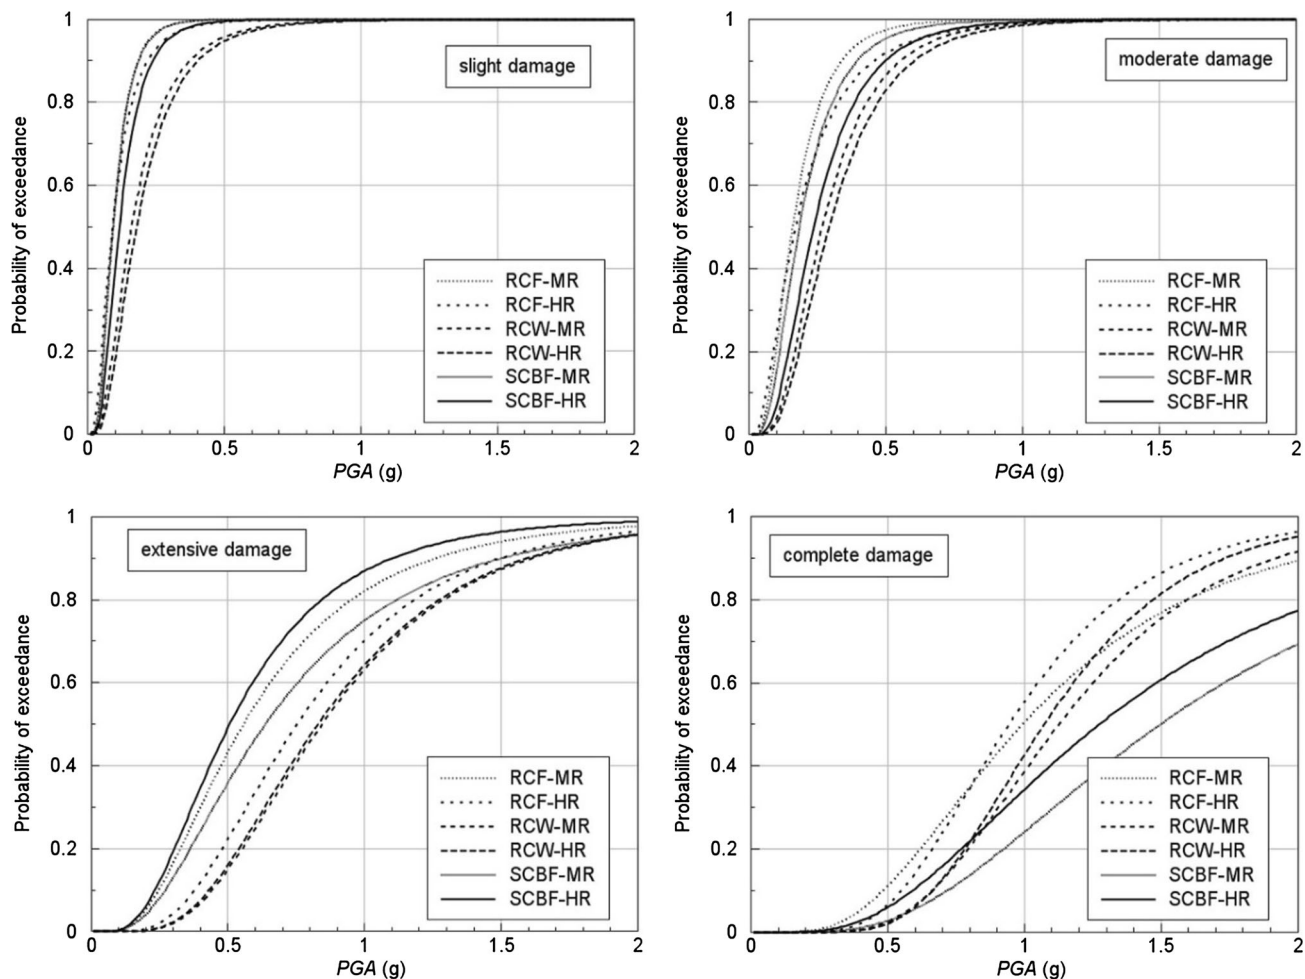 slight damage
Probability of exceedance
1
0.8
0.6
0.4
0.2
0
RCF-MR
RCF-HR
RCW-MR
RCW-HR
SCBF-MR
SCBF-HR
0 0.5 1 1.5 2
PGA (g)
moderate damage
Probability of exceedance
1
0.8
0.6
0.4
0.2
0
RCF-MR
RCF-HR
RCW-MR
RCW-HR
SCBF-MR
SCBF-HR
0 0.5 1 1.5 2
PGA (g)
extensive damage
Probability of exceedance
1
0.8
0.6
0.4
0.2
0
RCF-MR
RCF-HR
RCW-MR
RCW-HR
SCBF-MR
SCBF-HR
0 0.5 1 1.5 2
PGA (g)
complete damage
Probability of exceedance
1
0.8
0.6
0.4
0.2
0
RCF-MR
RCF-HR
RCW-MR
RCW-HR
SCBF-MR
SCBF-HR
0 0.5 1 1.5 2
PGA (g)